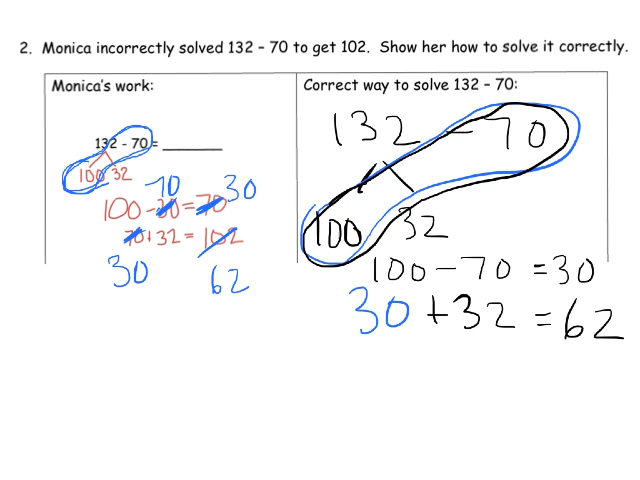 2. Monica incorrectly solved 132 – 70 to get 102. Show her how to solve it correctly.
Monica's work:
132 - 70 = ________
100 32
70 30
100 - 30 = 70
70 + 32 = 102
30 62
Correct way to solve 132 – 70:
132 - 70
100 32
100 - 70 = 30
30 + 32 = 62